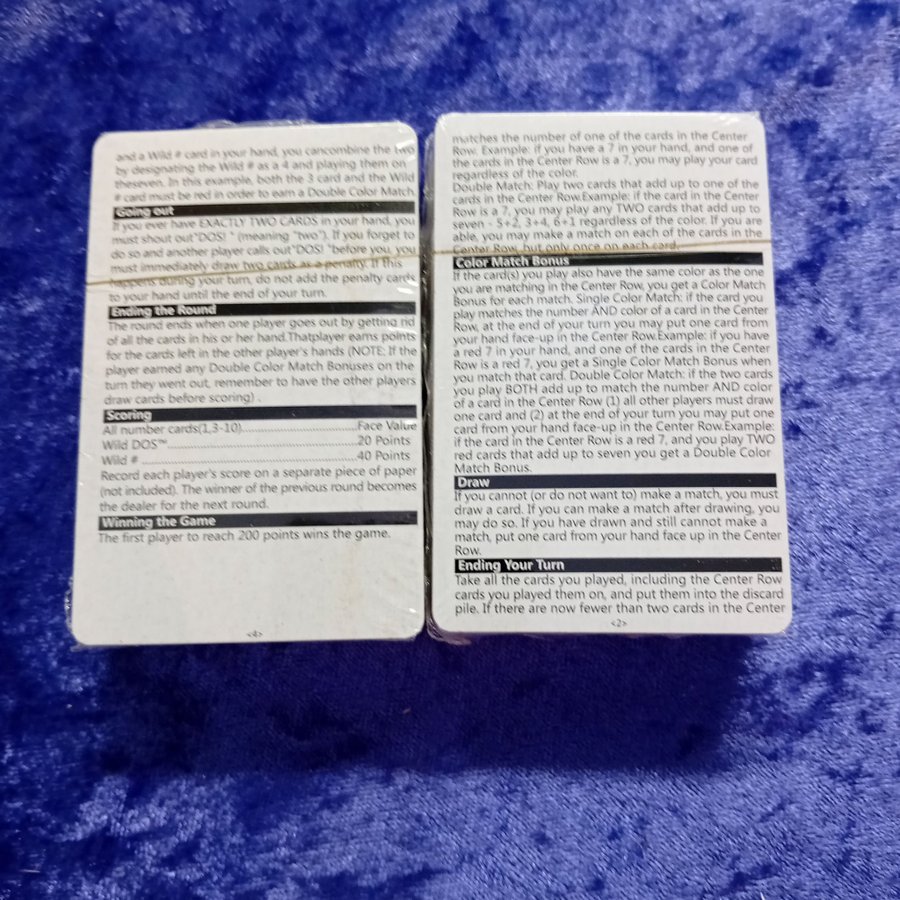 and a Wild # card in your hand, you cancombine the two
by designating the Wild # as a 4 and playing them on
theseven. In this example, both the 3 card and the Wild
# card must be red in order to earn a Double Color Match.
Going out
If you ever have EXACTLY TWO CARDS in your hand, you
must shout out"DOS! " (meaning "two"). If you forget to
do so and another player calls out"DOS! "before you, you
must immediately draw two cards as a penalty. If this
happens during your turn, do not add the penalty cards
to your hand until the end of your turn.
Ending the Round
The round ends when one player goes out by getting rid
of all the cards in his or her hand.Thatplayer earns points
for the cards left in the other player's hands (NOTE: If the
player earned any Double Color Match Bonuses on the
turn they went out, remember to have the other players
draw cards before scoring) .
Scoring
All number cards(1,3-10)..........................Face Value
Wild DOS™..........................20 Points
Wild # ..........................40 Points
Record each player's score on a separate piece of paper
(not included). The winner of the previous round becomes
the dealer for the next round.
Winning the Game
The first player to reach 200 points wins the game.
<4>
matches the number of one of the cards in the Center
Row. Example: if you have a 7 in your hand, and one of
the cards in the Center Row is a 7, you may play your card
regardless of the color.
Double Match: Play two cards that add up to one of the
cards in the Center Row.Example: if the card in the Center
Row is a 7, you may play any TWO cards that add up to
seven - 5+2, 3+4, 6+1 regardless of the color. If you are
able, you may make a match on each of the cards in the
Center Row, but only once on each card.
Color Match Bonus
If the card(s) you play also have the same color as the one
you are matching in the Center Row, you get a Color Match
Bonus for each match. Single Color Match: if the card you
play matches the number AND color of a card in the Center
Row, at the end of your turn you may put one card from
your hand face-up in the Center Row.Example: if you have
a red 7 in your hand, and one of the cards in the Center
Row is a red 7, you get a Single Color Match Bonus when
you match that card. Double Color Match: if the two cards
you play BOTH add up to match the number AND color
of a card in the Center Row (1) all other players must draw
one card and (2) at the end of your turn you may put one
card from your hand face-up in the Center Row.Example:
if the card in the Center Row is a red 7, and you play TWO
red cards that add up to seven you get a Double Color
Match Bonus.
Draw
If you cannot (or do not want to) make a match, you must
draw a card. If you can make a match after drawing, you
may do so. If you have drawn and still cannot make a
match, put one card from your hand face up in the Center
Row.
Ending Your Turn
Take all the cards you played, including the Center Row
cards you played them on, and put them into the discard
pile. If there are now fewer than two cards in the Center
<2>